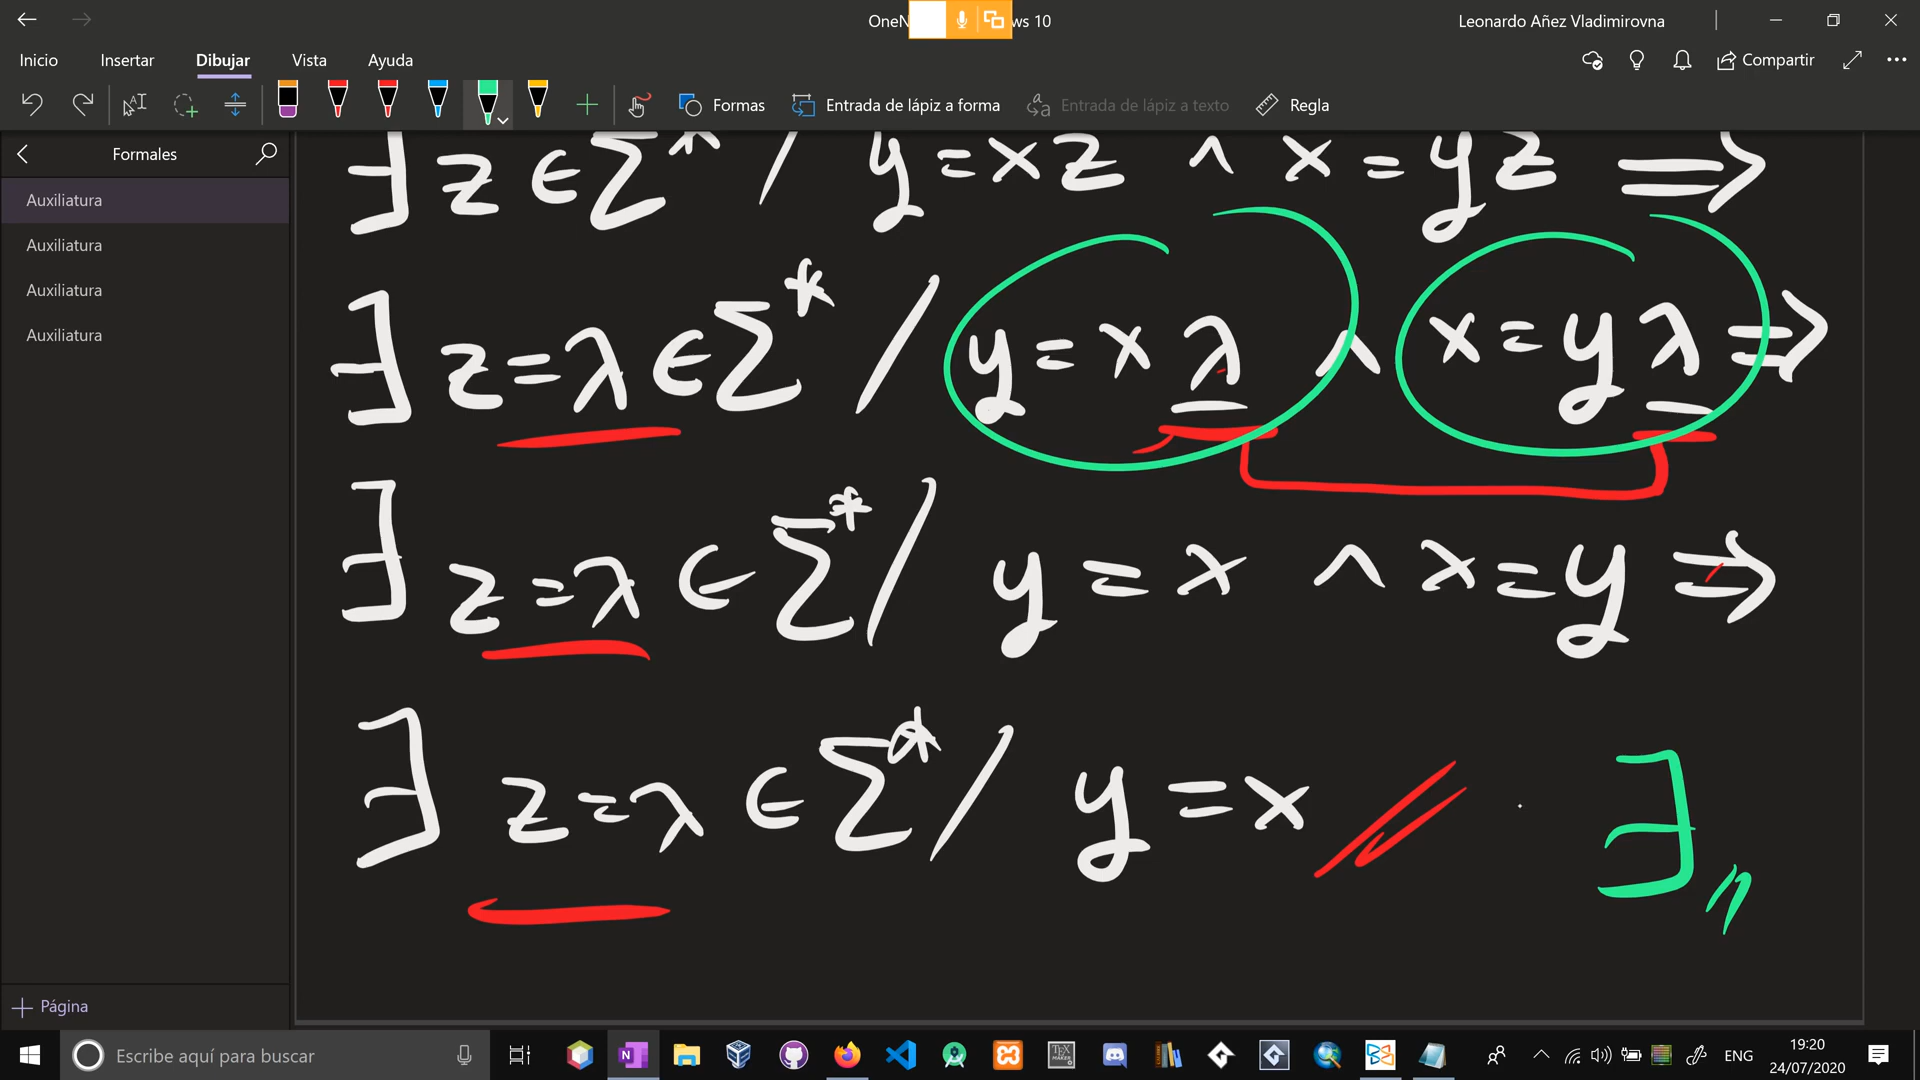 OneN ws 10
Leonardo Añez Vladimirovna
Inicio Insertar Dibujar Vista Ayuda
Compartir
Formas Entrada de lápiz a forma Entrada de lápiz a texto Regla
Formales
Auxiliatura
Auxiliatura
Auxiliatura
Auxiliatura
∃ z ∈ Σ* / y = xz ∧ x = yz ⇒
∃ z = λ ∈ Σ* / y = x λ ∧ x = y λ ⇒
∃ z = λ ∈ Σ* / y = x ∧ x = y ⇒
∃ z = λ ∈ Σ* / y = x
∃
Página
Escribe aquí para buscar
ENG
19:20
24/07/2020